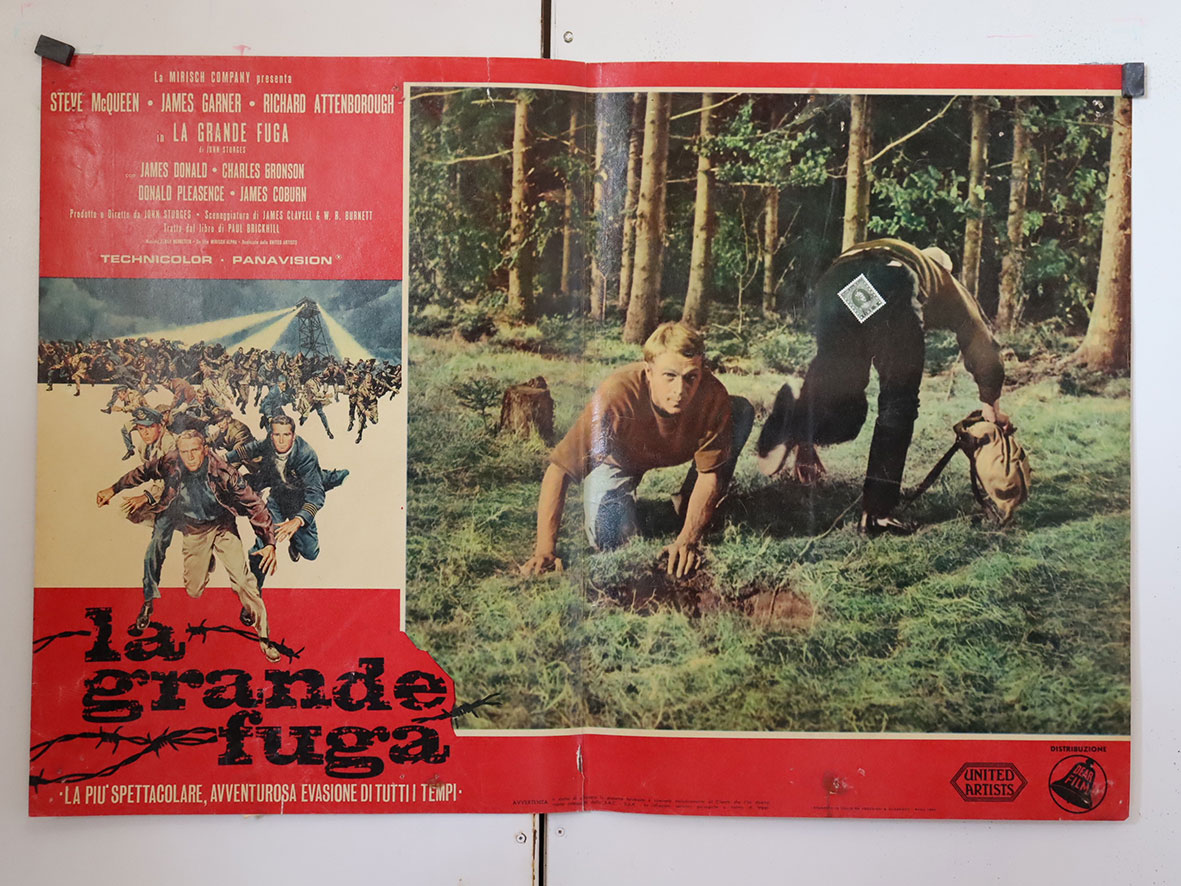 La MIRISCH COMPANY presenta
STEVE McQUEEN • JAMES GARNER • RICHARD ATTENBOROUGH
in LA GRANDE FUGA
di JOHN STURGES
con JAMES DONALD • CHARLES BRONSON
DONALD PLEASENCE • JAMES COBURN
Prodotto e Diretto da JOHN STURGES • Sceneggiatura di JAMES CLAVELL & W. R. BURNETT
Tratto dal libro di PAUL BRICKHILL
TECHNICOLOR • PANAVISION
la
grande
fuga
• LA PIU' SPETTACOLARE, AVVENTUROSA EVASIONE DI TUTTI I TEMPI •
AVVERTENZA
UNITED
ARTISTS
DISTRIBUZIONE
DEAR
FILM